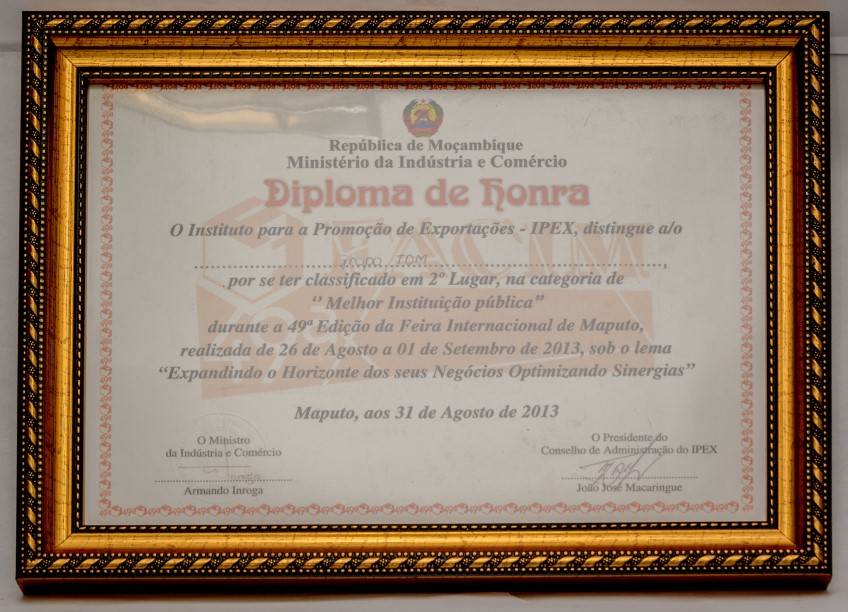 República de Moçambique
Ministério da Indústria e Comércio
Diploma de Honra
O Instituto para a Promoção de Exportações - IPEX, distingue a/o
Grupo IDM
por se ter classificado em 2º Lugar, na categoria de
‘’ Melhor Instituição pública”
durante a 49ª Edição da Feira Internacional de Maputo,
realizada de 26 de Agosto a 01 de Setembro de 2013, sob o lema
“Expandindo o Horizonte dos seus Negócios Optimizando Sinergias”
Maputo, aos 31 de Agosto de 2013
O Ministro
da Indústria e Comércio
Armando Inroga
O Presidente do
Conselho de Administração do IPEX
João José Macaringue
FACIM